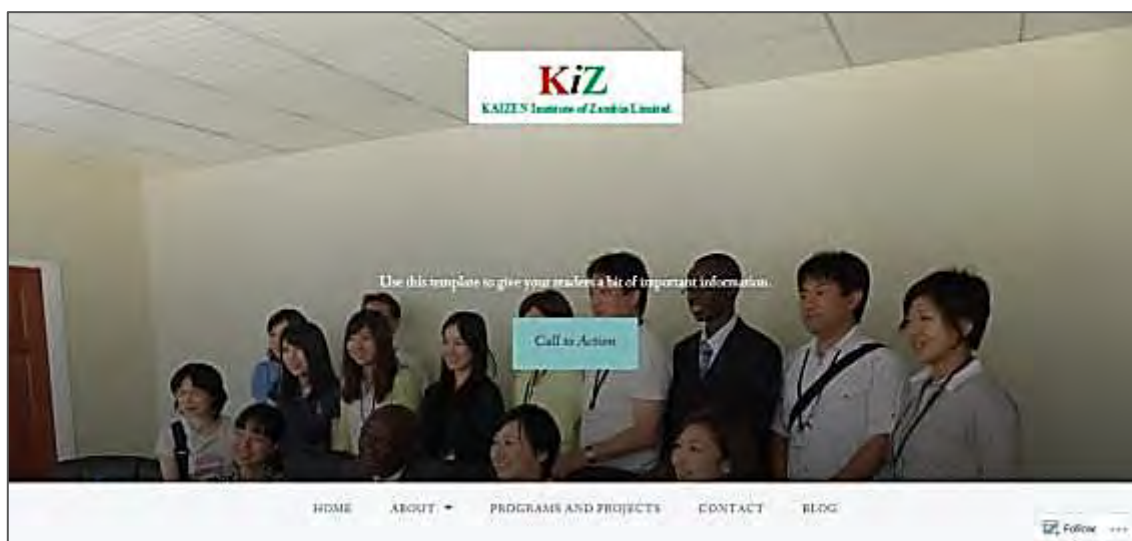 KiZ
KAIZEN Institute of Zambia Limited
Use this template to give your readers a bit of important information.
Call to Action
HOME ABOUT PROGRAMS AND PROJECTS CONTACT BLOG
Follow